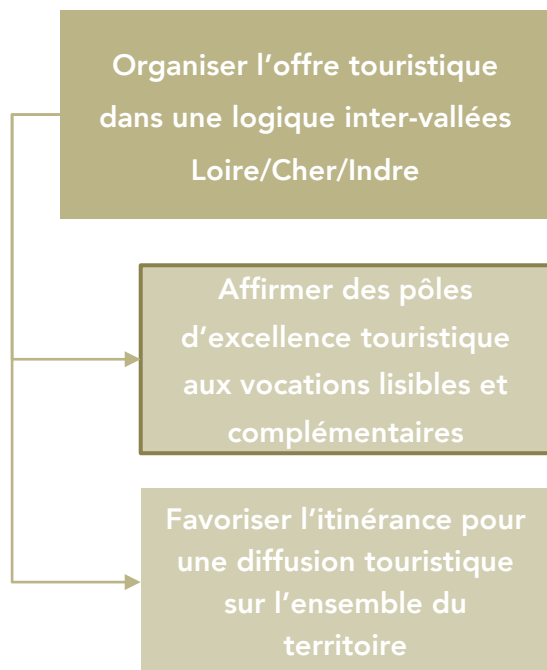 Organiser l’offre touristique
dans une logique inter-vallées
Loire/Cher/Indre
Affirmer des pôles
d’excellence touristique
aux vocations lisibles et
complémentaires
Favoriser l’itinérance pour
une diffusion touristique
sur l’ensemble du
territoire